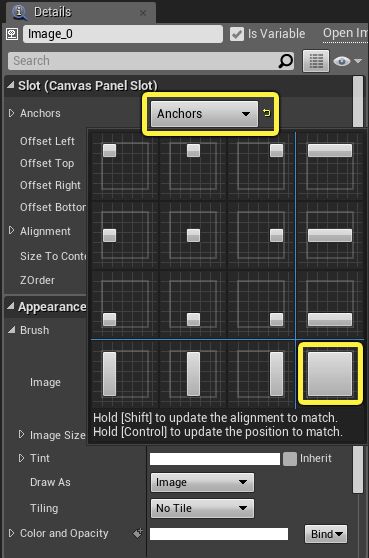 Details
Image_0
Is Variable
Open Im
Search
Slot (Canvas Panel Slot)
Anchors
Anchors
Offset Left
Offset Top
Offset Right
Offset Botton
Alignment
Size To Conte
ZOrder
Appearance
Brush
Image
Hold [Shift] to update the alignment to match.
Hold [Control] to update the position to match.
Image Size
Tint
Inherit
Draw As
Image
Tiling
No Tile
Color and Opacity
Bind